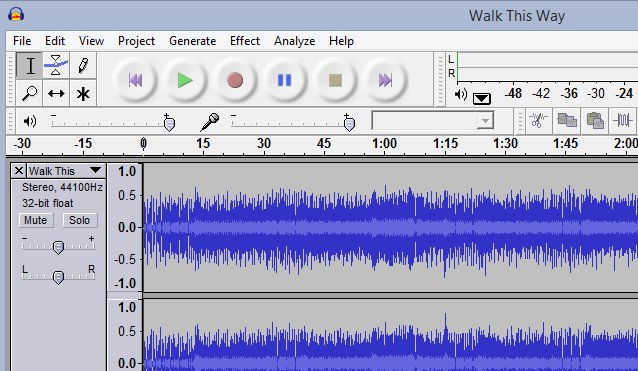 Walk This Way
File Edit View Project Generate Effect Analyze Help
L
R
-48 -42 -36 -30 -24
- + - +
-30 -15 0 15 30 45 1:00 1:15 1:30 1:45 2:00
Walk This
Stereo, 44100Hz
32-bit float
Mute Solo
- +
L R
1.0
0.5
0.0
-0.5
-1.0
1.0
0.5
0.0